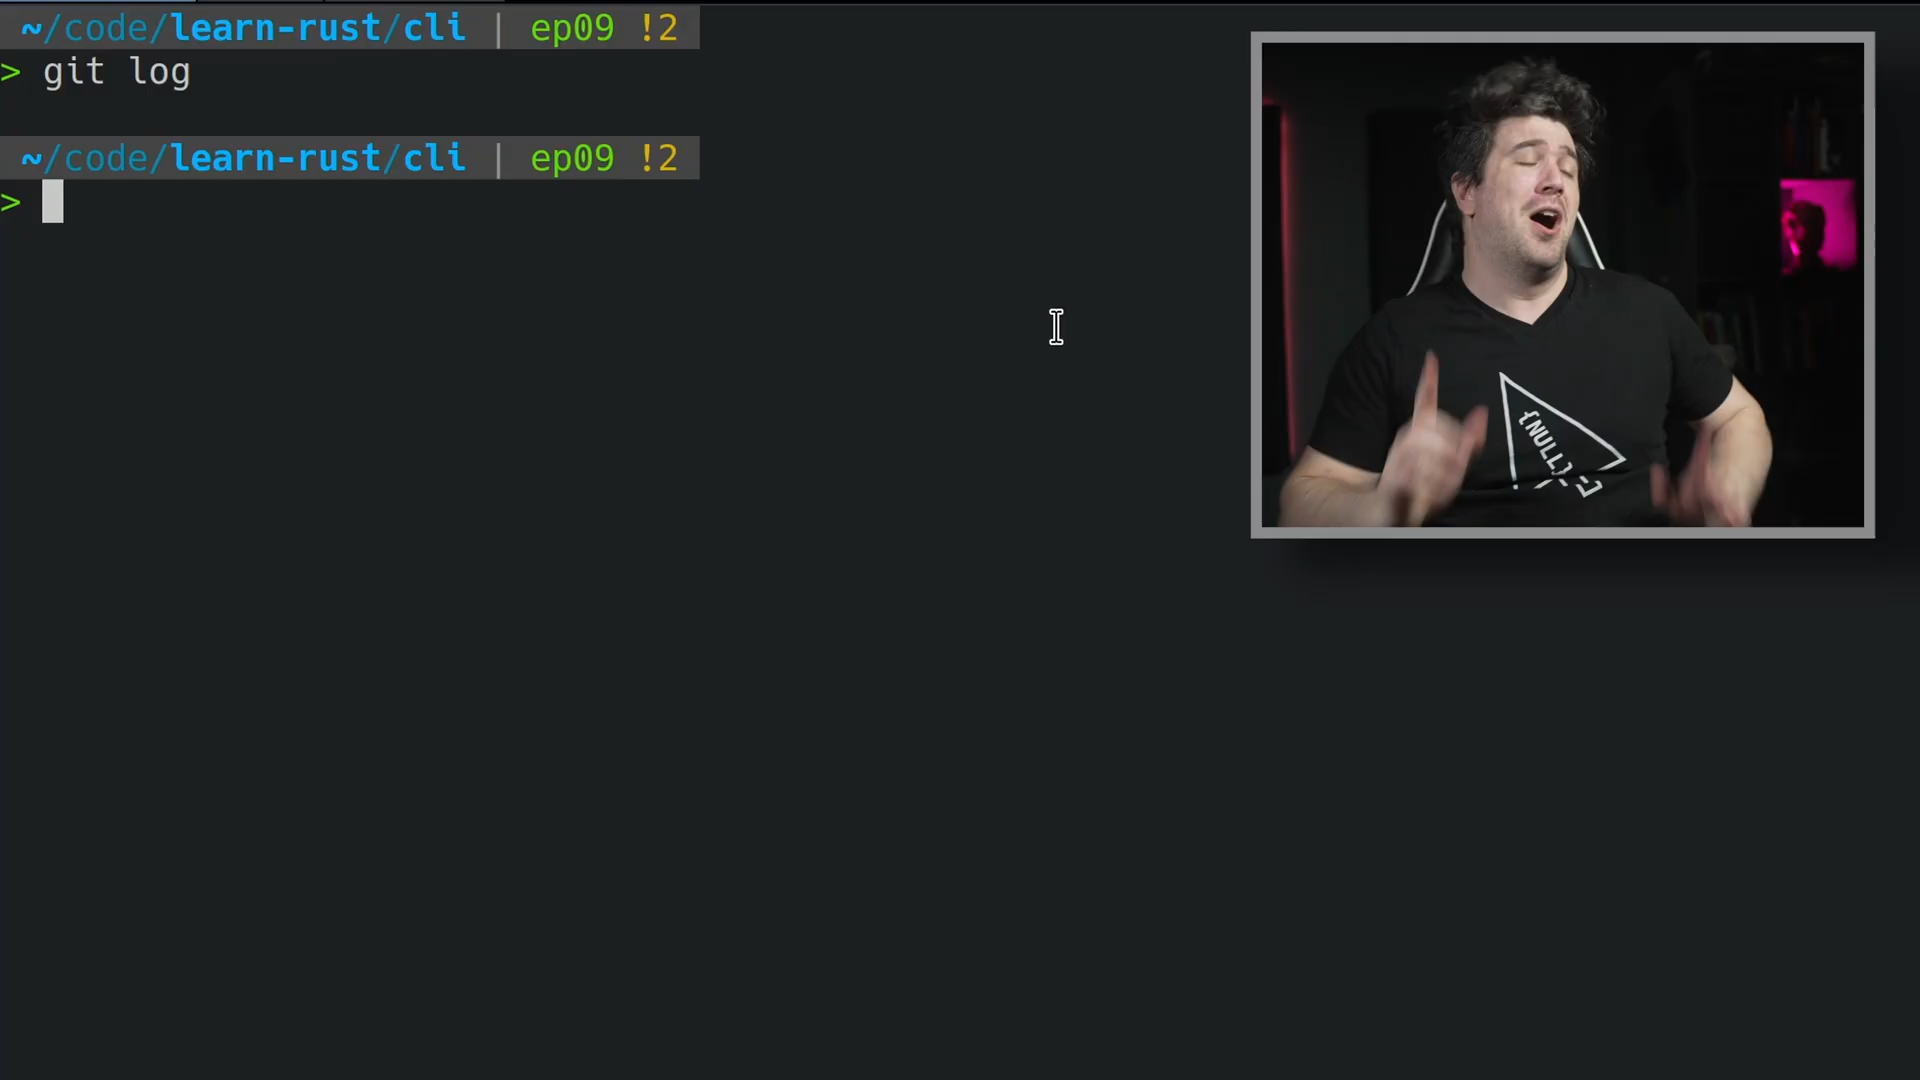 ~/code/learn-rust/cli | ep09 !2
> git log
~/code/learn-rust/cli | ep09 !2
>
{NULL}